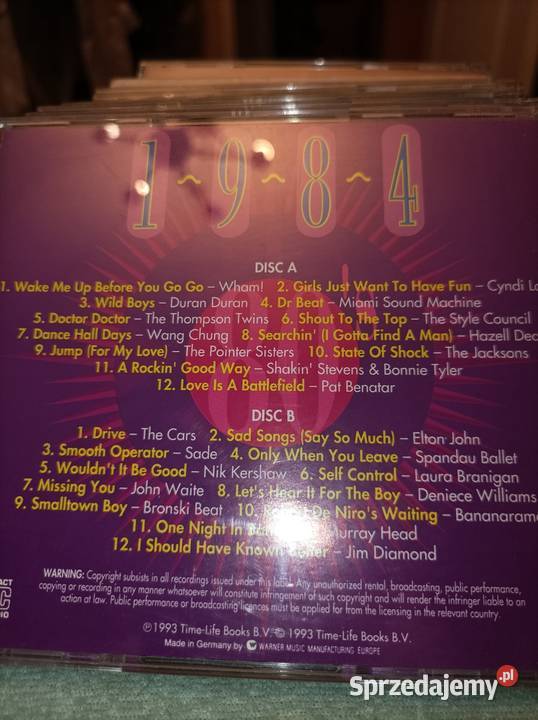 1~9~8~4
DISC A
1. Wake Me Up Before You Go Go – Wham! 2. Girls Just Want To Have Fun – Cyndi
3. Wild Boys – Duran Duran 4. Dr Beat – Miami Sound Machine
5. Doctor Doctor – The Thompson Twins 6. Shout To The Top – The Style Council
7. Dance Hall Days – Wang Chung 8. Searchin' (I Gotta Find A Man) – Hazell
9. Jump (For My Love) – The Pointer Sisters 10. State Of Shock – The Jacksons
11. A Rockin' Good Way – Shakin' Stevens & Bonnie Tyler
12. Love Is A Battlefield – Pat Benatar
DISC B
1. Drive – The Cars 2. Sad Songs (Say So Much) – Elton John
3. Smooth Operator – Sade 4. Only When You Leave – Spandau Ballet
5. Wouldn't It Be Good – Nik Kershaw 6. Self Control – Laura Branigan
7. Missing You – John Waite 8. Let's Hear It For The Boy – Deniece Williams
9. Smalltown Boy – Bronski Beat 10. De Niro's Waiting –
11. One Night In Murray Head
12. I Should Have Known Better – Jim Diamond
WARNING: Copyright subsists in all recordings issued under this label. Any unauthorized rental, broadcasting, public performance,
copying or recording in any manner whatsoever will constitute infringement of such copyright and will render the infringer liable to an
action at law. Public performance or broadcasting licences must be applied for from the licensing in the relevant country.
℗1993 Time-Life Books B.V. © 1993 Time-Life Books B.V.
Made in Germany by WARNER MUSIC MANUFACTURING EUROPE
Sprzedajemy.pl